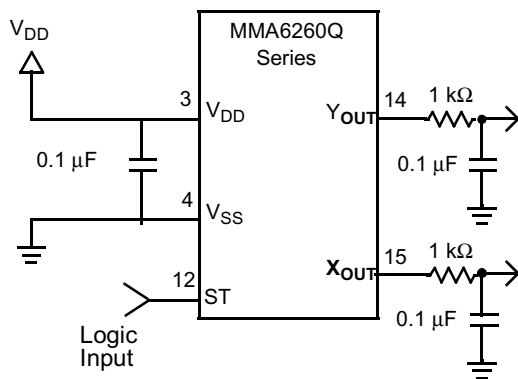 V_DD
MMA6260Q
Series
3
V_DD
14
Y_OUT
1 kΩ
0.1 μF
0.1 μF
4
V_SS
15
X_OUT
1 kΩ
12
ST
0.1 μF
Logic
Input